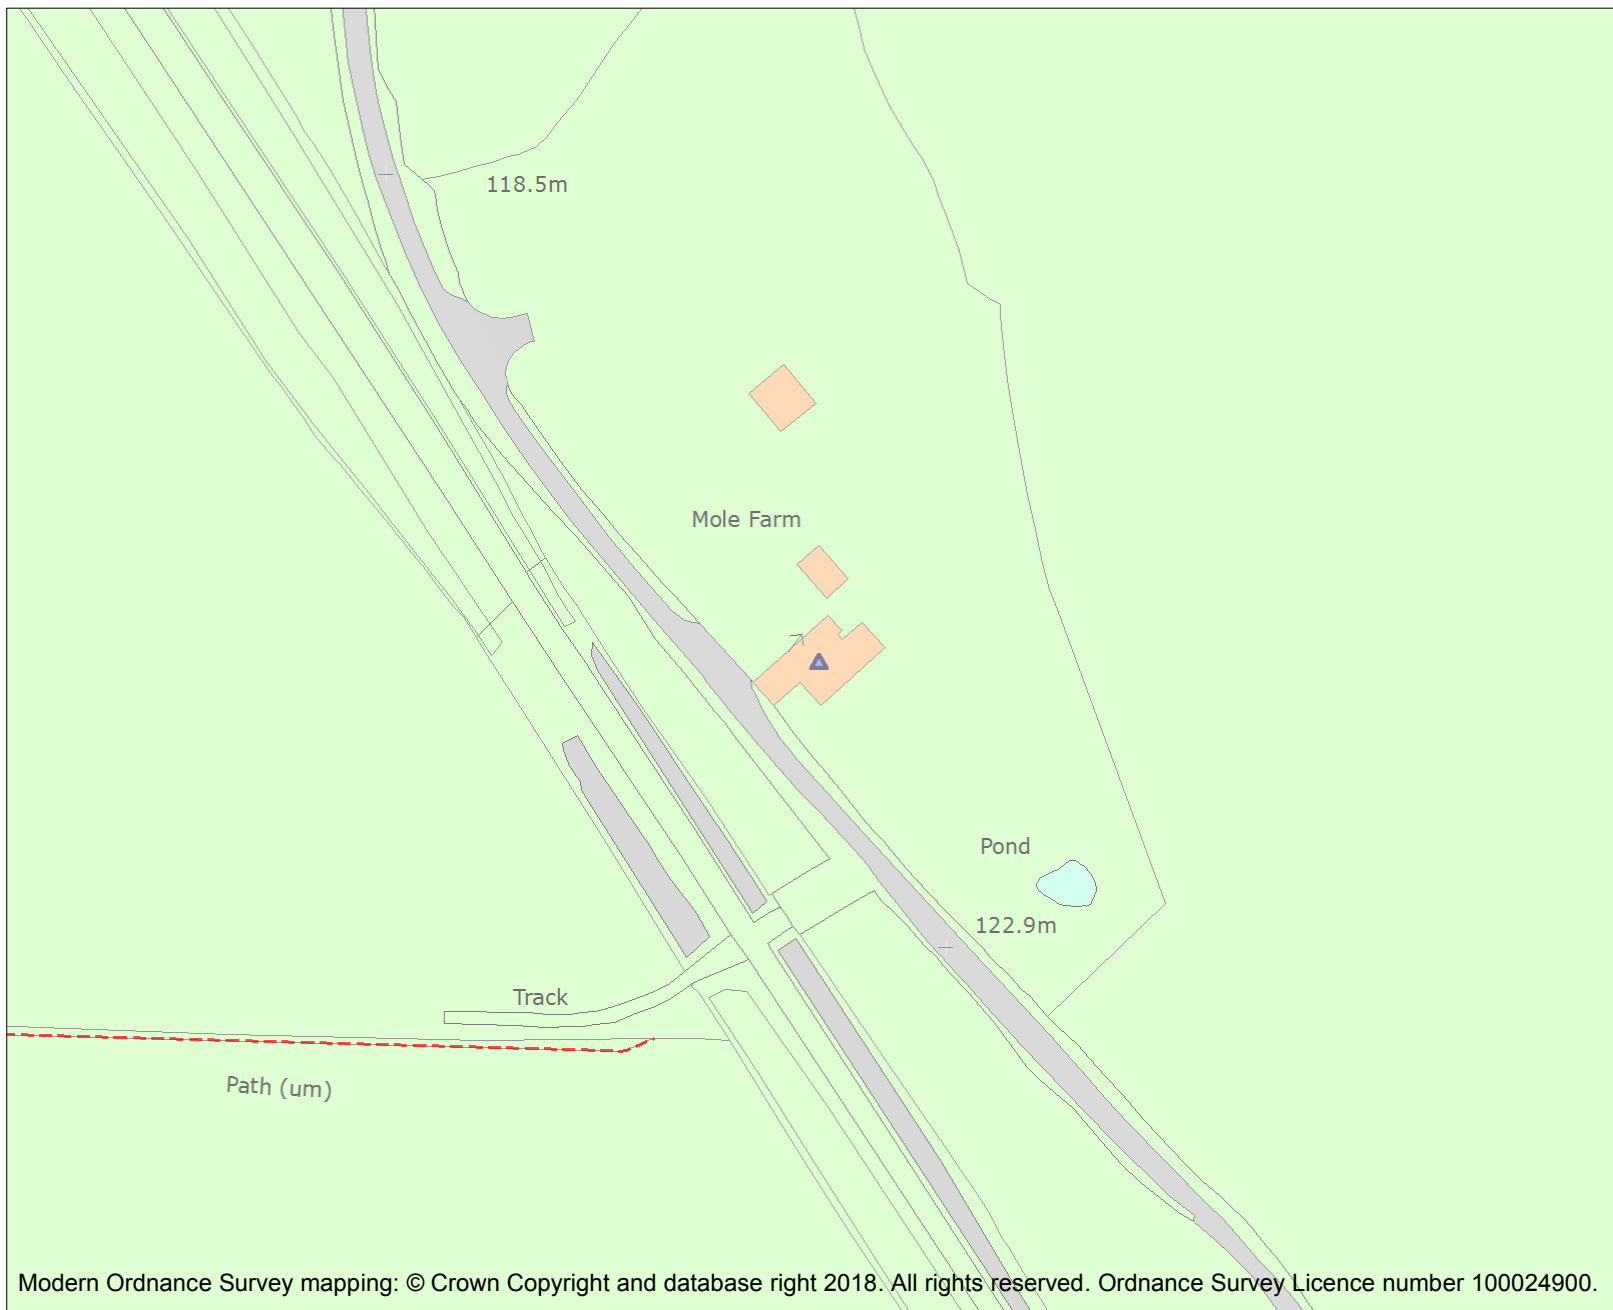 118.5m
Mole Farm
Pond
122.9m
Track
Path (um)
Modern Ordnance Survey mapping: © Crown Copyright and database right 2018. All rights reserved. Ordnance Survey Licence number 100024900.